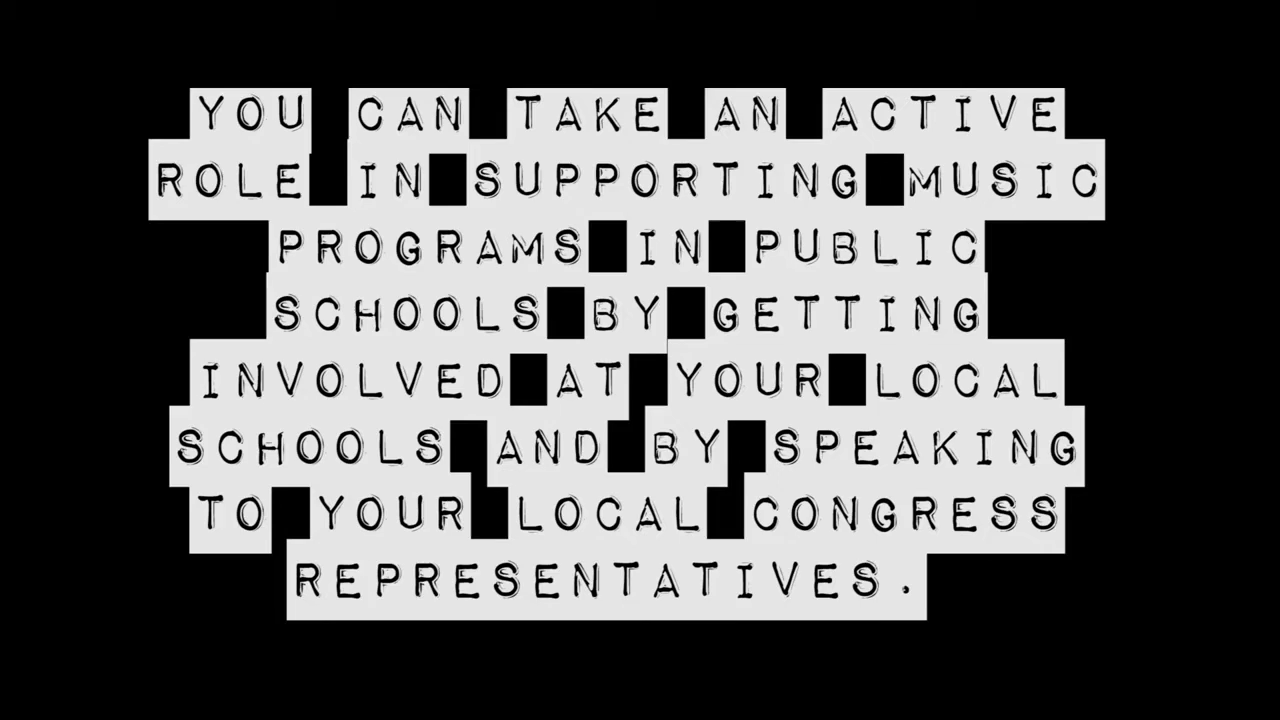 YOU CAN TAKE AN ACTIVE
ROLE IN SUPPORTING MUSIC
PROGRAMS IN PUBLIC
SCHOOLS BY GETTING
INVOLVED AT YOUR LOCAL
SCHOOLS AND BY SPEAKING
TO YOUR LOCAL CONGRESS
REPRESENTATIVES.